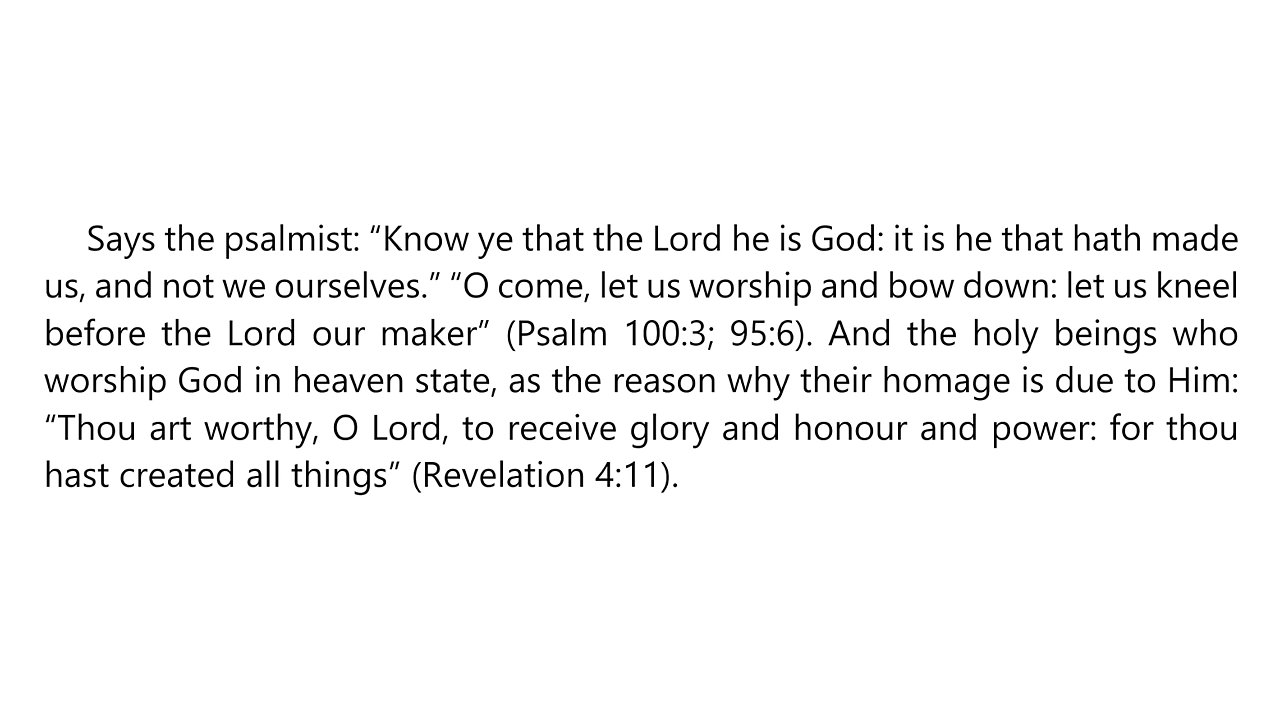 Says the psalmist: “Know ye that the Lord he is God: it is he that hath made
us, and not we ourselves.” “O come, let us worship and bow down: let us kneel
before the Lord our maker” (Psalm 100:3; 95:6). And the holy beings who
worship God in heaven state, as the reason why their homage is due to Him:
“Thou art worthy, O Lord, to receive glory and honour and power: for thou
hast created all things” (Revelation 4:11).